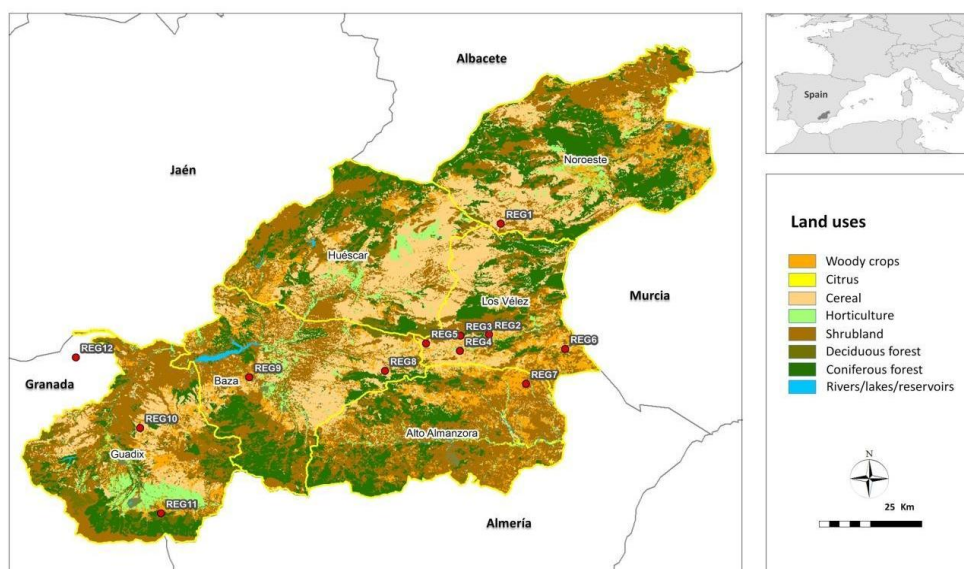 Albacete
Jaén
Noroeste
REG1
Huéscar
Los Vélez
Murcia
REG3
REG2
REG5
REG4
REG6
REG12
REG8
REG9
Granada
Baza
REG7
REG10
Alto Almanzora
Guadix
REG11
Almería
Spain
Land uses
Woody crops
Citrus
Cereal
Horticulture
Shrubland
Deciduous forest
Coniferous forest
Rivers/lakes/reservoirs
N
25 Km